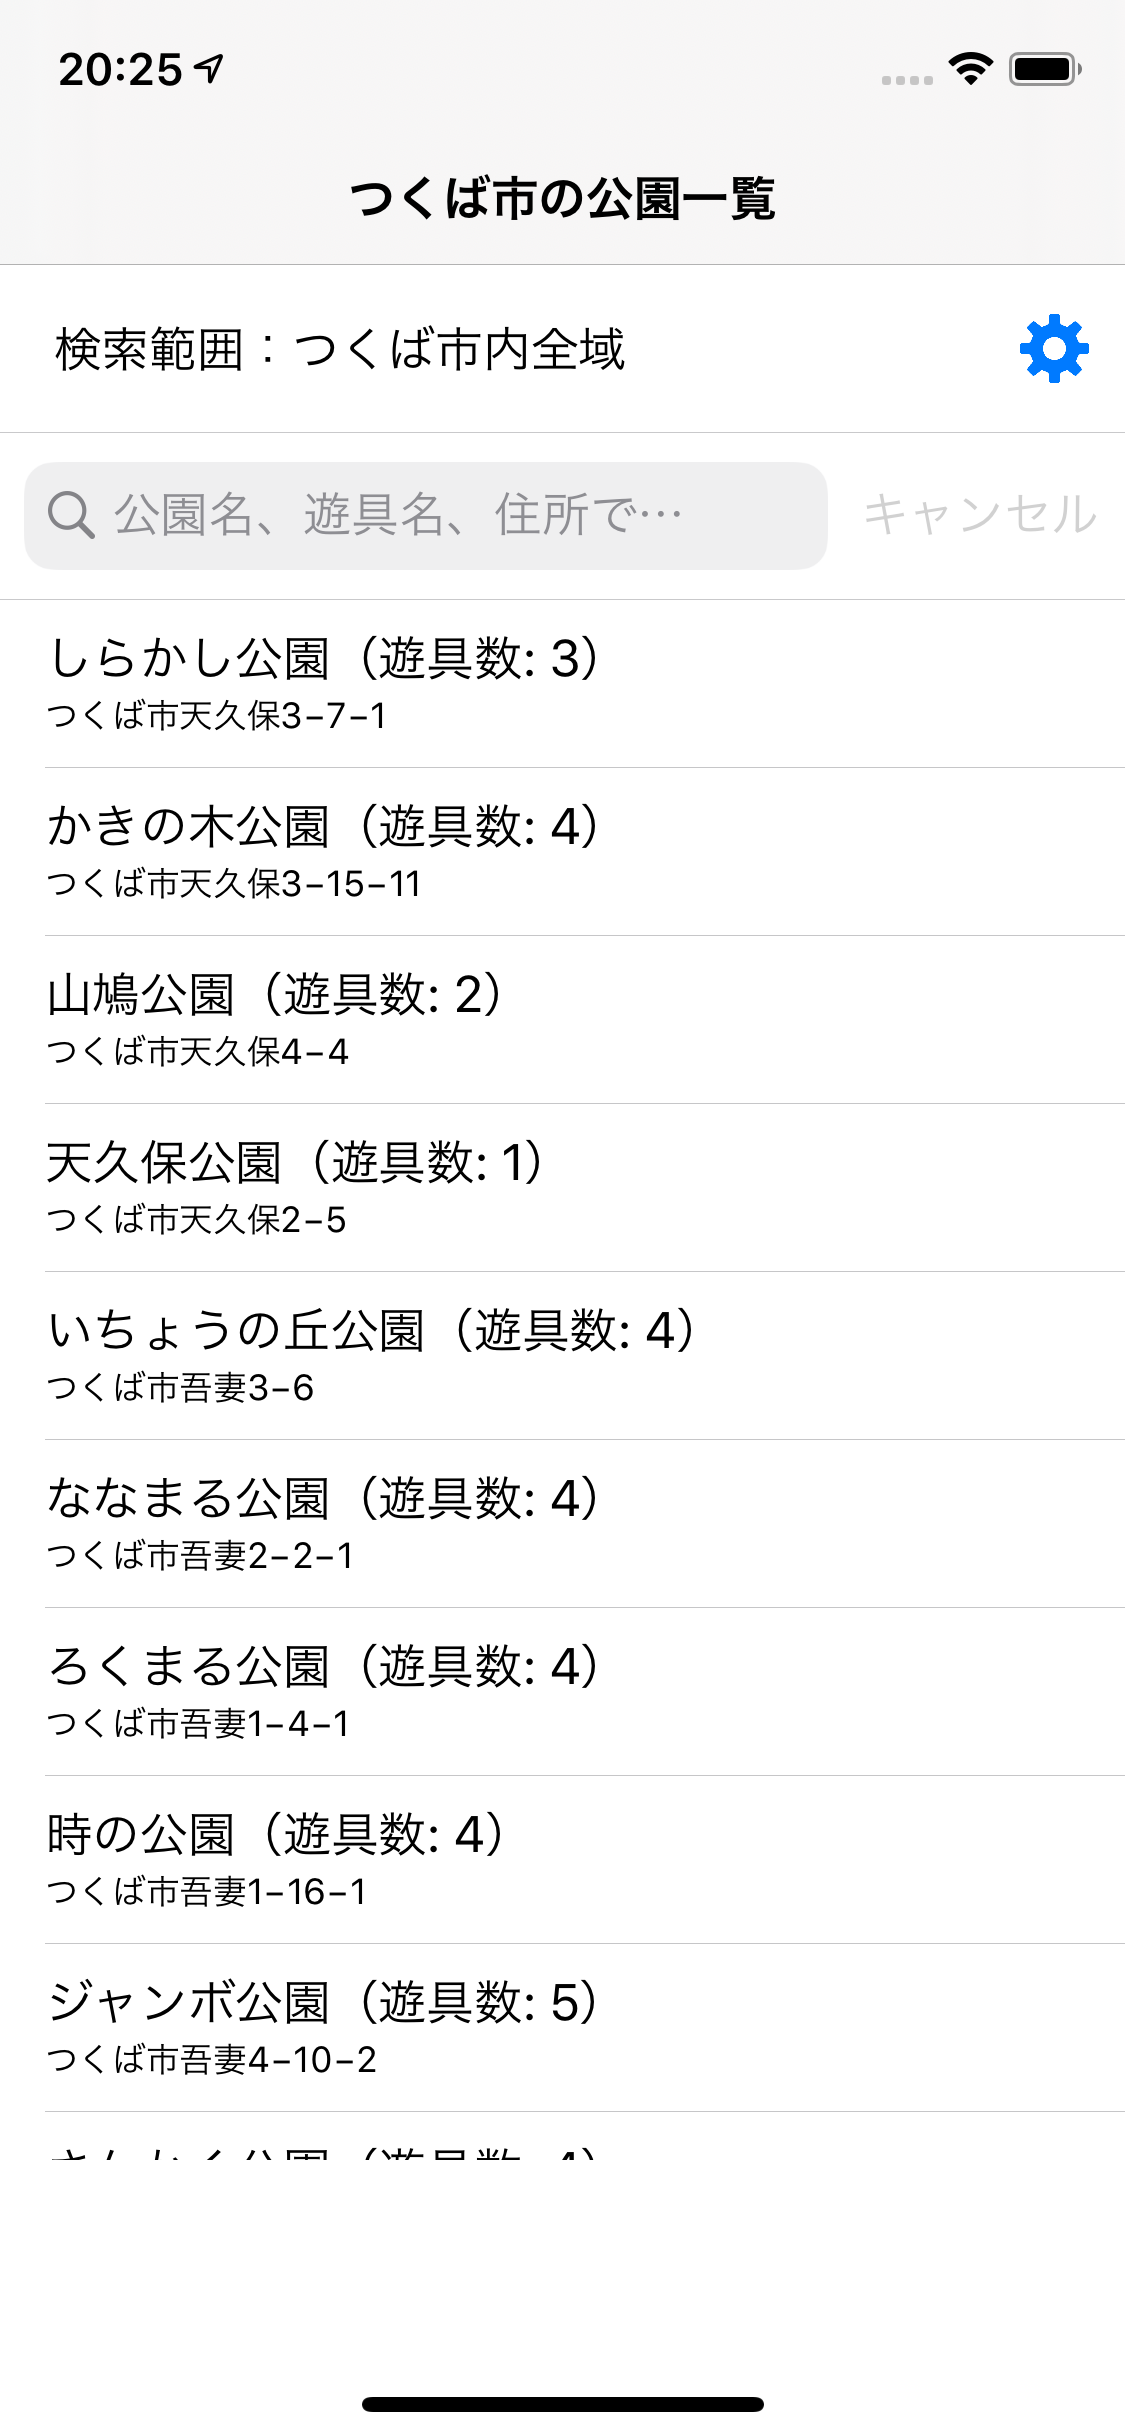 20:25
つくば市の公園一覧
検索範囲：つくば市内全域
公園名、遊具名、住所で…
キャンセル
しらかし公園（遊具数: 3）
つくば市天久保3−7−1
かきの木公園（遊具数: 4）
つくば市天久保3−15−11
山鳩公園（遊具数: 2）
つくば市天久保4−4
天久保公園（遊具数: 1）
つくば市天久保2−5
いちょうの丘公園（遊具数: 4）
つくば市吾妻3−6
ななまる公園（遊具数: 4）
つくば市吾妻2−2−1
ろくまる公園（遊具数: 4）
つくば市吾妻1−4−1
時の公園（遊具数: 4）
つくば市吾妻1−16−1
ジャンボ公園（遊具数: 5）
つくば市吾妻4−10−2
さんかく公園（遊具数: 4）